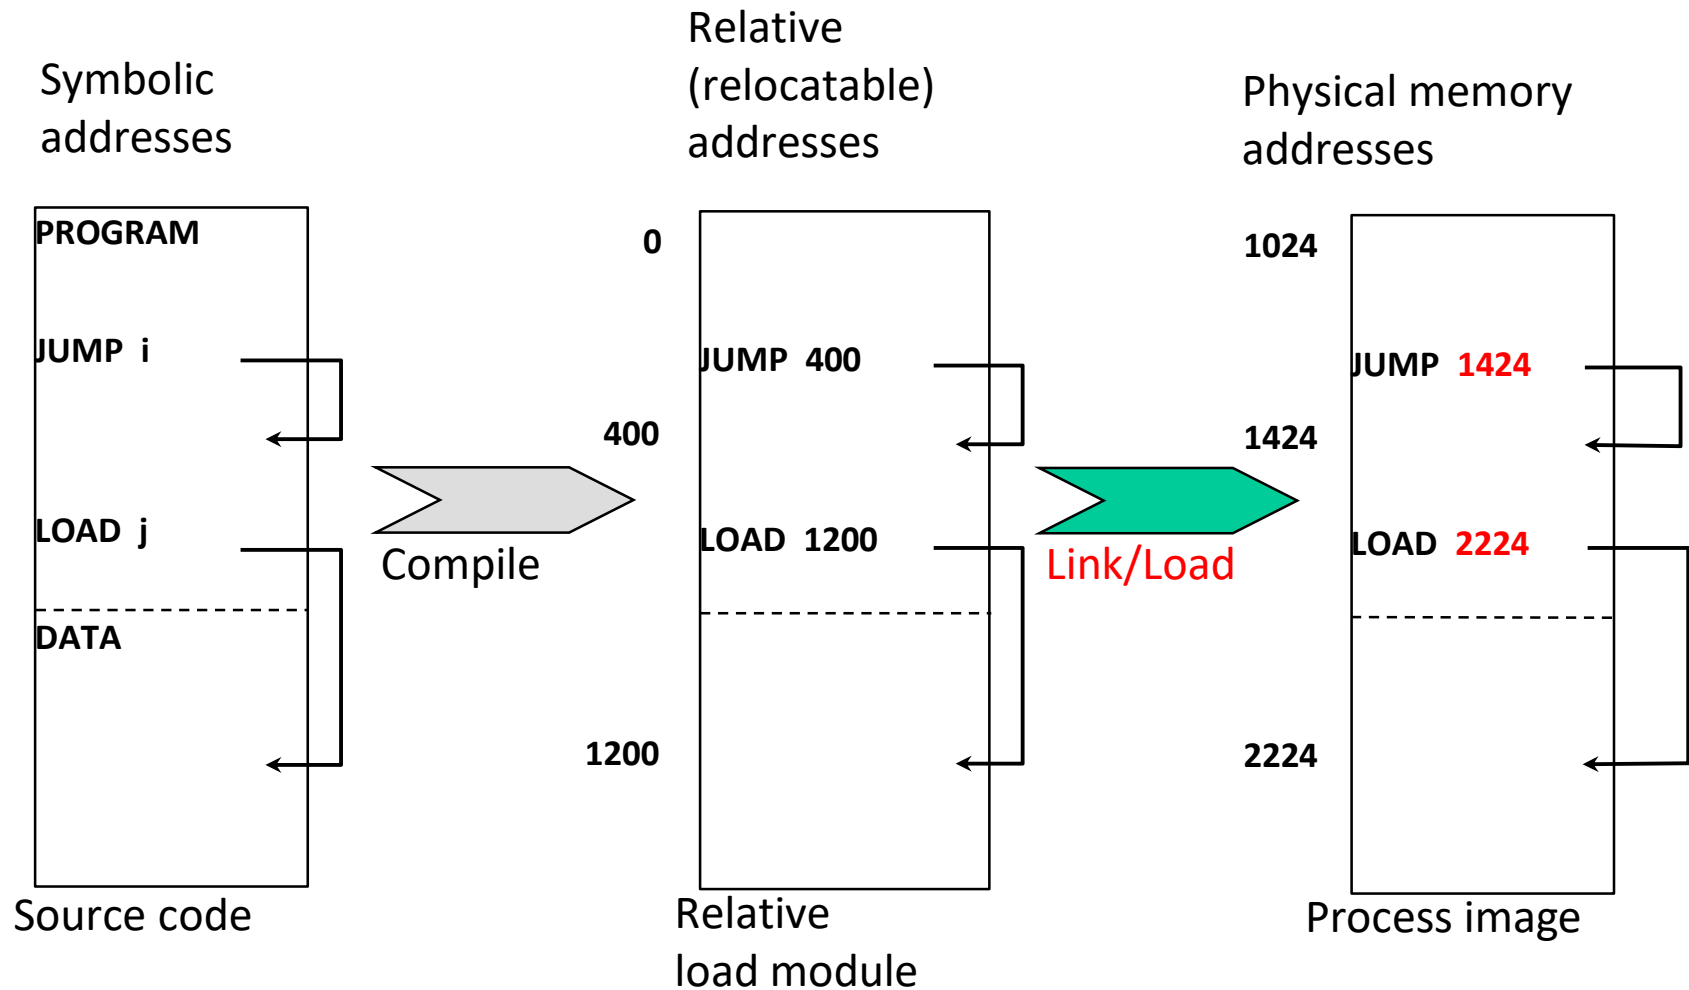 Symbolic
addresses
PROGRAM
JUMP i
LOAD j
DATA
Source code
Compile
Relative
(relocatable)
addresses
0
400
1200
JUMP 400
LOAD 1200
Relative
load module
Link/Load
Physical memory
addresses
1024
1424
2224
JUMP 1424
LOAD 2224
Process image